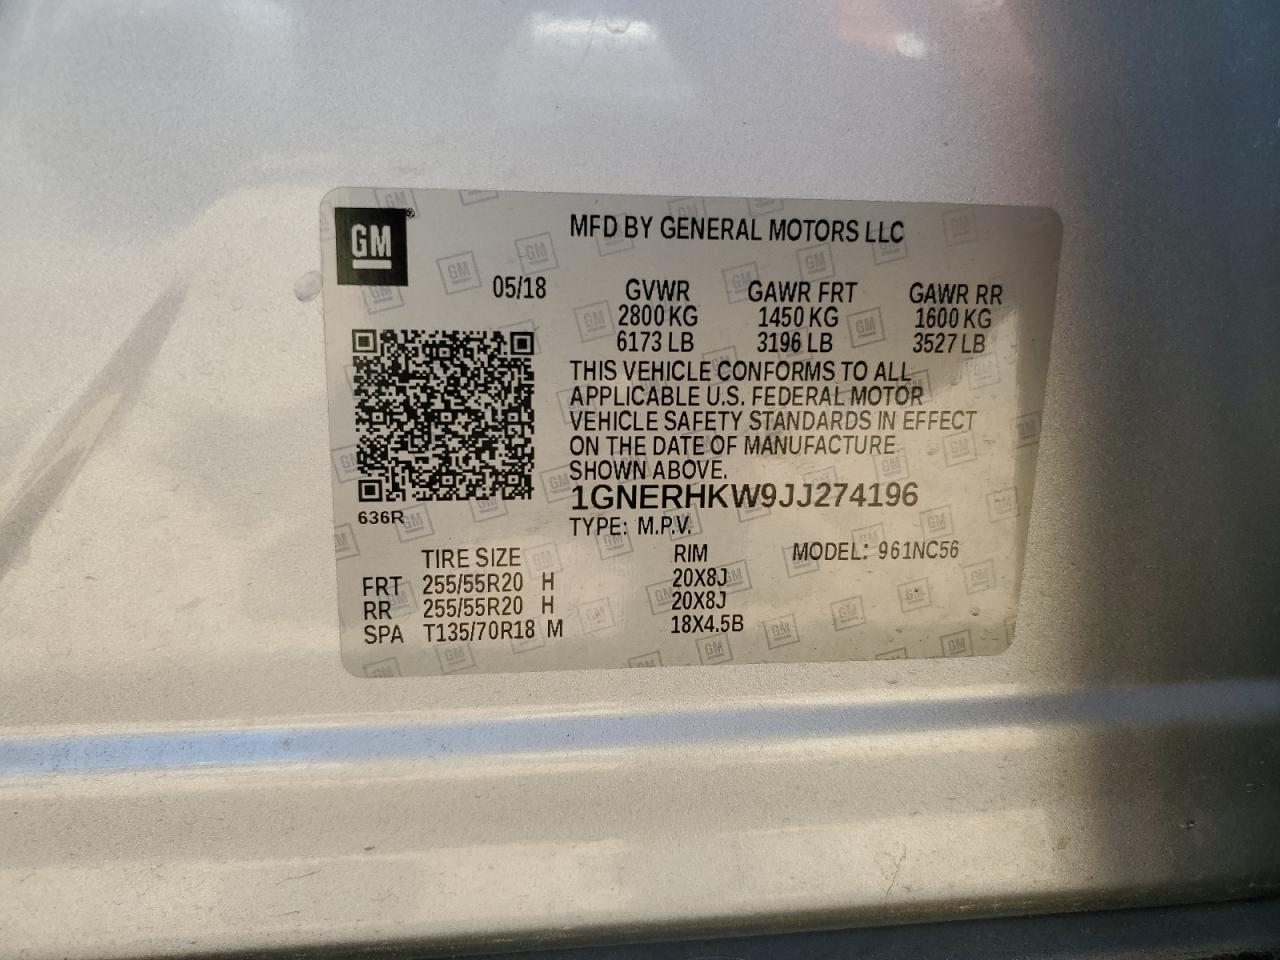 GM
MFD BY GENERAL MOTORS LLC
05/18 GVWR GAWR FRT GAWR RR
2800 KG 1450 KG 1600 KG
6173 LB 3196 LB 3527 LB
THIS VEHICLE CONFORMS TO ALL
APPLICABLE U.S. FEDERAL MOTOR
VEHICLE SAFETY STANDARDS IN EFFECT
ON THE DATE OF MANUFACTURE
SHOWN ABOVE.
1GNERHKW9JJ274196
636R
TYPE: M.P.V.
TIRE SIZE RIM MODEL: 961NC56
FRT 255/55R20 H 20X8J
RR 255/55R20 H 20X8J
SPA T135/70R18 M 18X4.5B